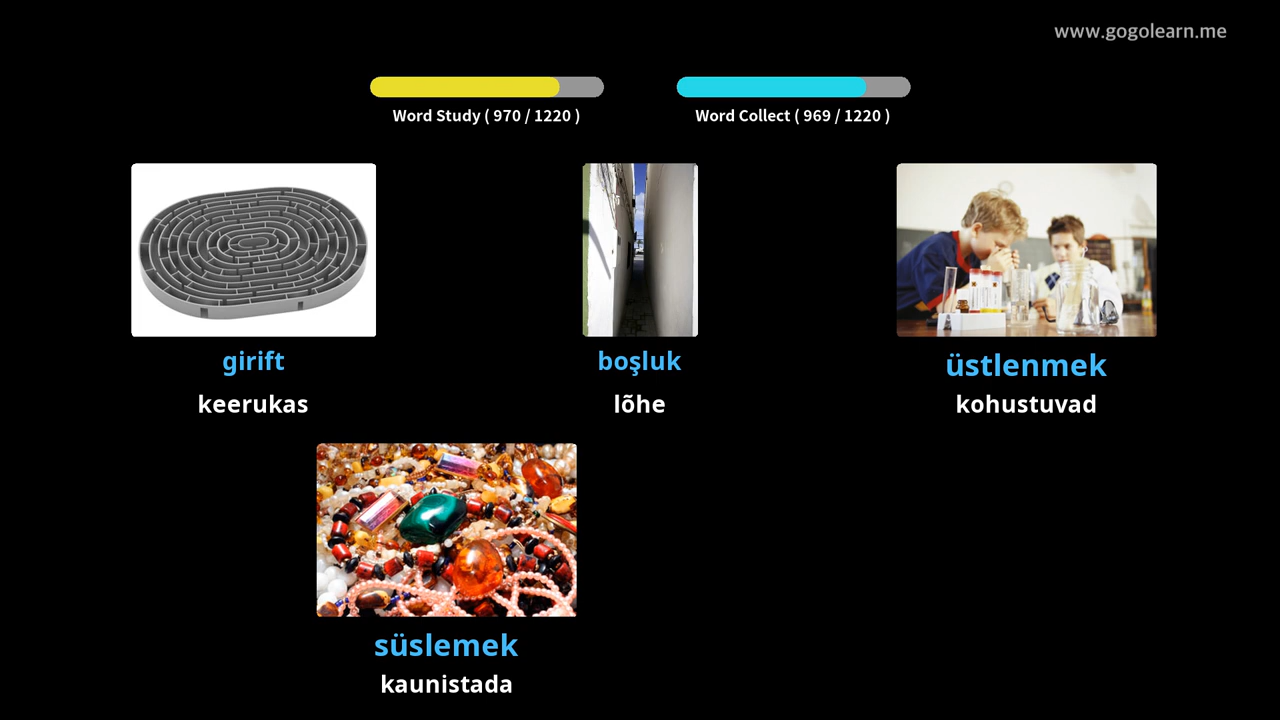 www.gogolearn.me
Word Study ( 970 / 1220 )
Word Collect ( 969 / 1220 )
girift
keerukas
boşluk
lõhe
üstlenmek
kohustuvad
süslemek
kaunistada